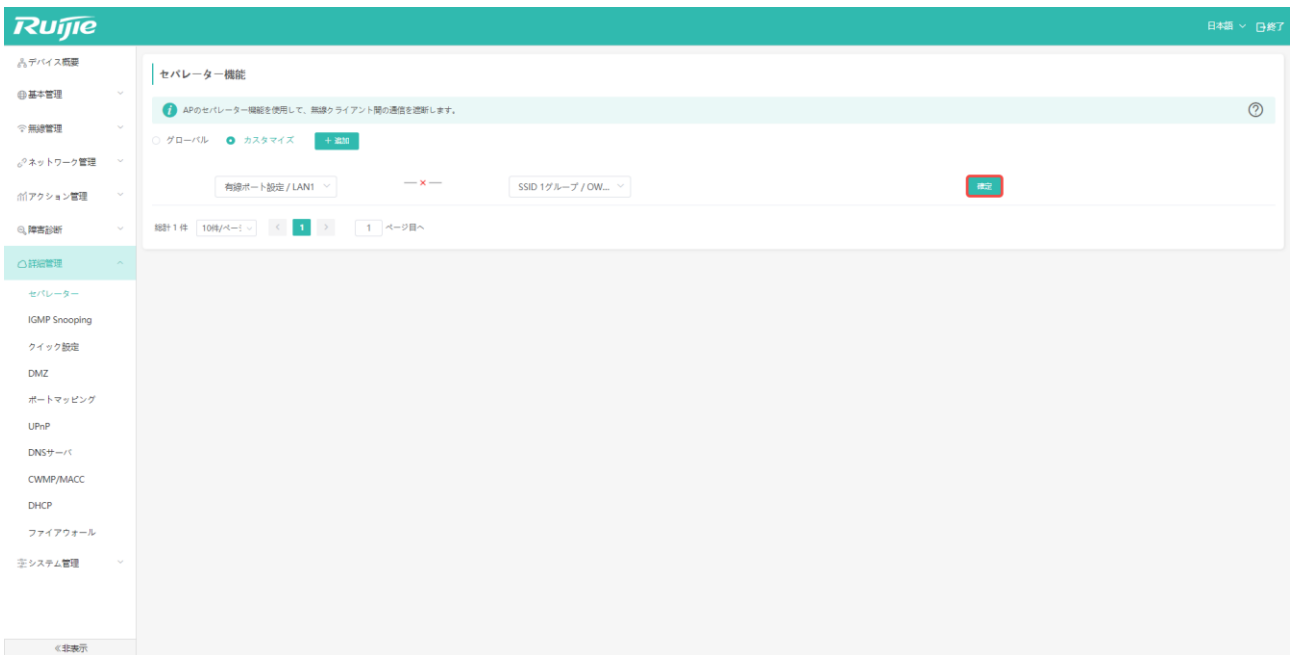 Ruijie
日本語 終了
デバイス概要
基本管理
無線管理
ネットワーク管理
アクション管理
障害診断
詳細管理
セパレーター
IGMP Snooping
クイック設定
DMZ
ポートマッピング
UPnP
DNSサーバ
CWMP/MACC
DHCP
ファイアウォール
システム管理
≪非表示
セパレーター機能
APのセパレーター機能を使用して、無線クライアント間の通信を遮断します。
グローバル カスタマイズ +追加
有線ポート設定 / LAN1 — × — SSID 1グループ / OW... 確定
総計 1 件 10件/ページ < 1 > 1 ページ目へ